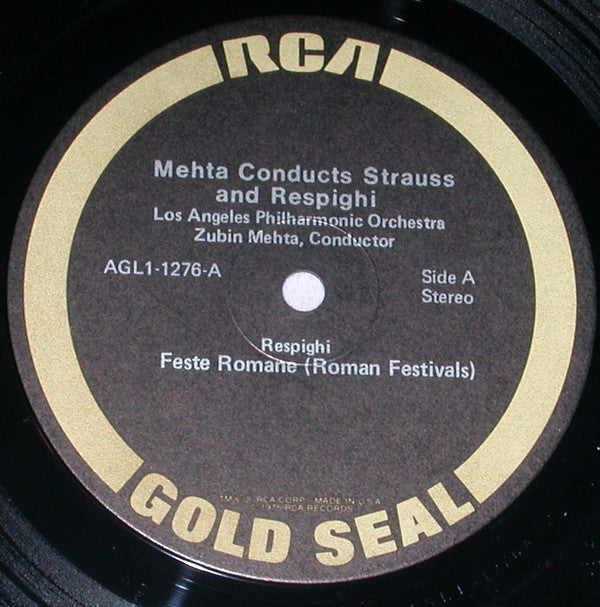 RCA
Mehta Conducts Strauss
and Respighi
Los Angeles Philharmonic Orchestra
Zubin Mehta, Conductor
AGL1-1276-A
Side A
Stereo
Respighi
Feste Romane (Roman Festivals)
RCA CORP - MADE IN U.S.A.
1975 RCA RECORDS
GOLD SEAL